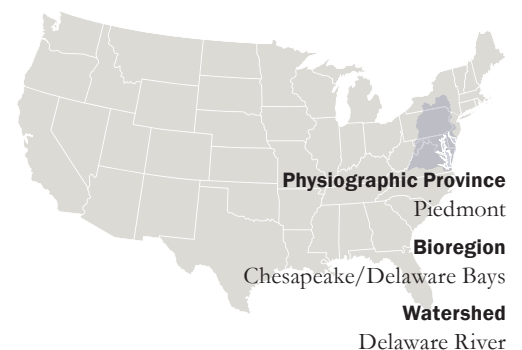 Physiographic Province
Piedmont
Bioregion
Chesapeake/Delaware Bays
Watershed
Delaware River